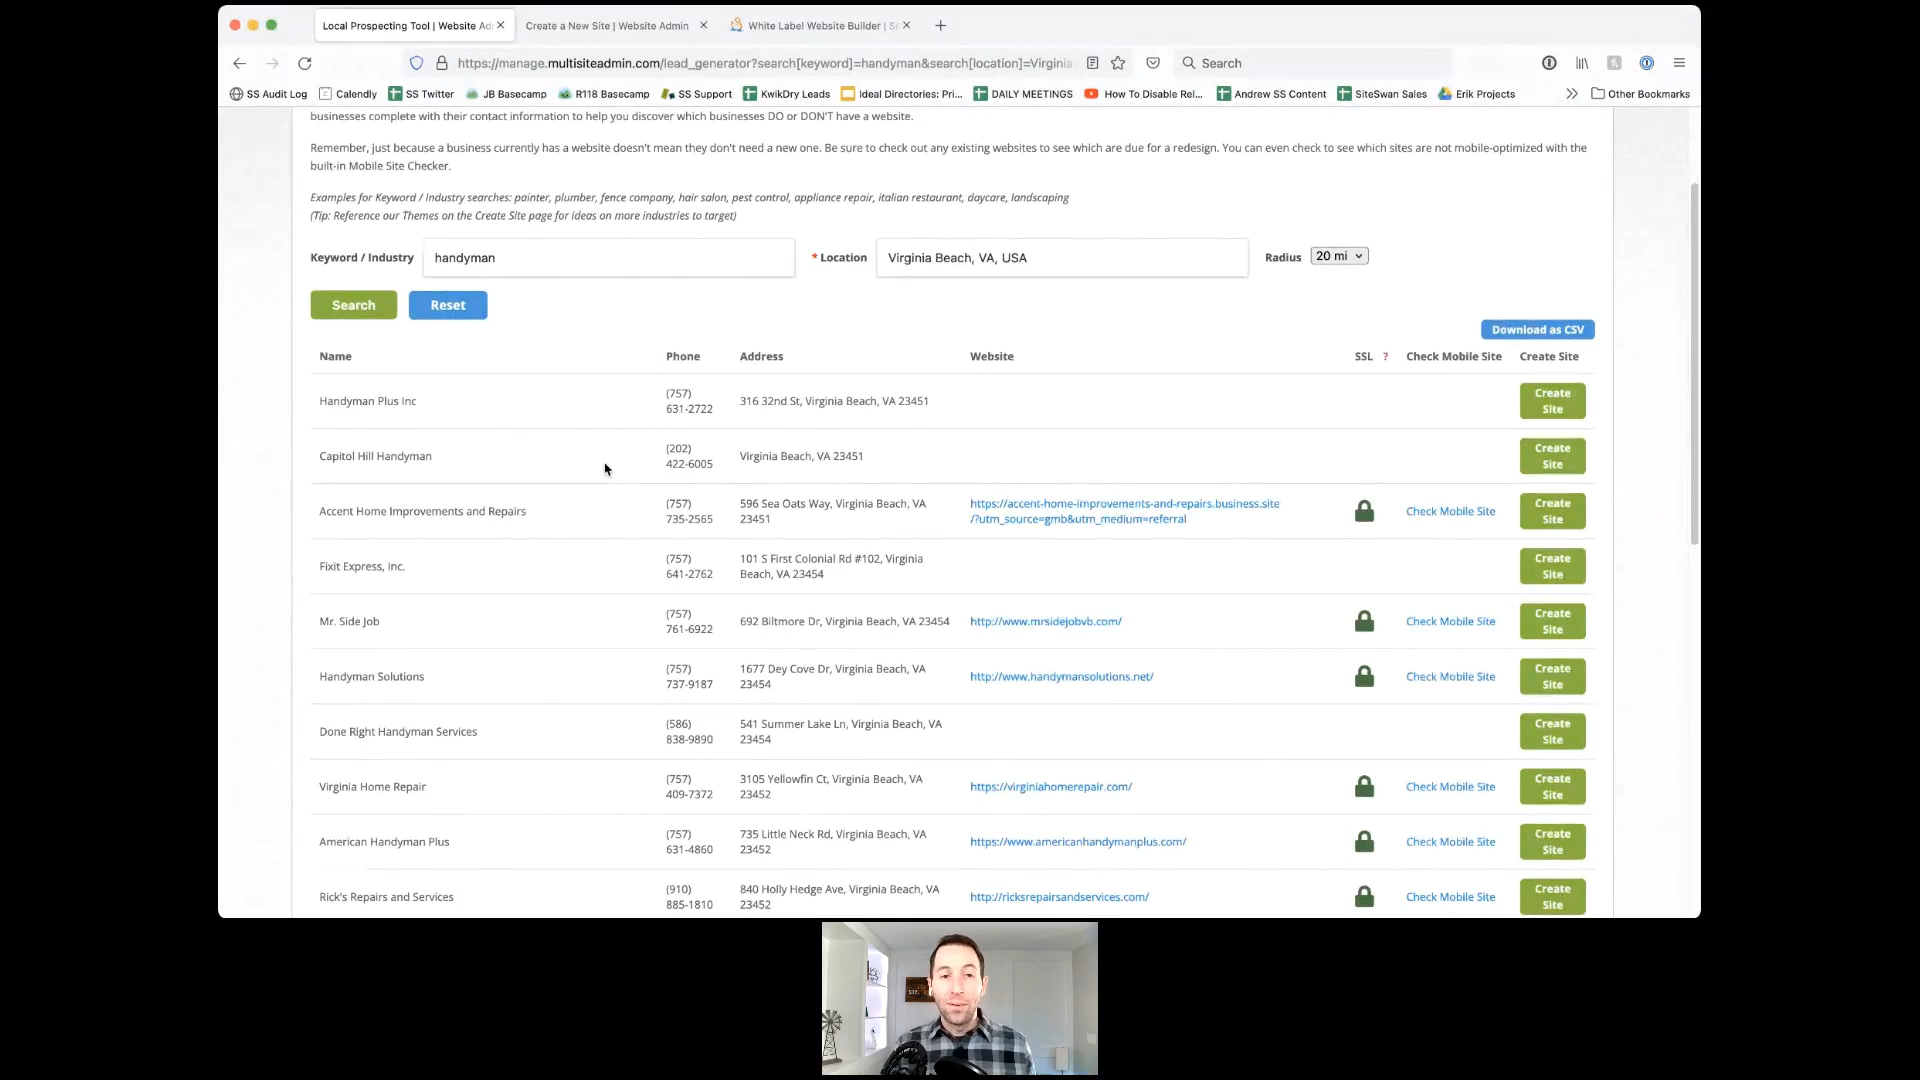 Local Prospecting Tool | Website Ad
Create a New Site | Website Admin
White Label Website Builder | Si
https://manage.multisiteadmin.com/lead_generator?search[keyword]=handyman&search[location]=Virginia
Search
SS Audit Log
Calendly
SS Twitter
JB Basecamp
R118 Basecamp
SS Support
KwikDry Leads
Ideal Directories: Pri...
DAILY MEETINGS
How To Disable Rel...
Andrew SS Content
SiteSwan Sales
Erik Projects
Other Bookmarks
businesses complete with their contact information to help you discover which businesses DO or DON'T have a website.
Remember, just because a business currently has a website doesn't mean they don't need a new one. Be sure to check out any existing websites to see which are due for a redesign. You can even check to see which sites are not mobile-optimized with the
built-in Mobile Site Checker.
Examples for Keyword / Industry searches: painter, plumber, fence company, hair salon, pest control, appliance repair, italian restaurant, daycare, landscaping
(Tip: Reference our Themes on the Create Site page for ideas on more industries to target)
Keyword / Industry handyman * Location Virginia Beach, VA, USA Radius 20 mi
Search Reset
Download as CSV
Name Phone Address Website SSL ? Check Mobile Site Create Site
Handyman Plus Inc
(757)
631-2722
316 32nd St, Virginia Beach, VA 23451
Create
Site
Capitol Hill Handyman
(202)
422-6005
Virginia Beach, VA 23451
Create
Site
Accent Home Improvements and Repairs
(757)
735-2565
596 Sea Oats Way, Virginia Beach, VA
23451
https://accent-home-improvements-and-repairs.business.site
/?utm_source=gmb&utm_medium=referral
Check Mobile Site
Create
Site
Fixit Express, Inc.
(757)
641-2762
101 S First Colonial Rd #102, Virginia
Beach, VA 23454
Create
Site
Mr. Side Job
(757)
761-6922
692 Biltmore Dr, Virginia Beach, VA 23454
http://www.mrsidejobvb.com/
Check Mobile Site
Create
Site
Handyman Solutions
(757)
737-9187
1677 Dey Cove Dr, Virginia Beach, VA
23454
http://www.handymansolutions.net/
Check Mobile Site
Create
Site
Done Right Handyman Services
(586)
838-9890
541 Summer Lake Ln, Virginia Beach, VA
23454
Create
Site
Virginia Home Repair
(757)
409-7372
3105 Yellowfin Ct, Virginia Beach, VA
23452
https://virginiahomerepair.com/
Check Mobile Site
Create
Site
American Handyman Plus
(757)
631-4860
735 Little Neck Rd, Virginia Beach, VA
23452
https://www.americanhandymanplus.com/
Check Mobile Site
Create
Site
Rick's Repairs and Services
(910)
885-1810
840 Holly Hedge Ave, Virginia Beach, VA
23452
http://ricksrepairsandservices.com/
Check Mobile Site
Create
Site